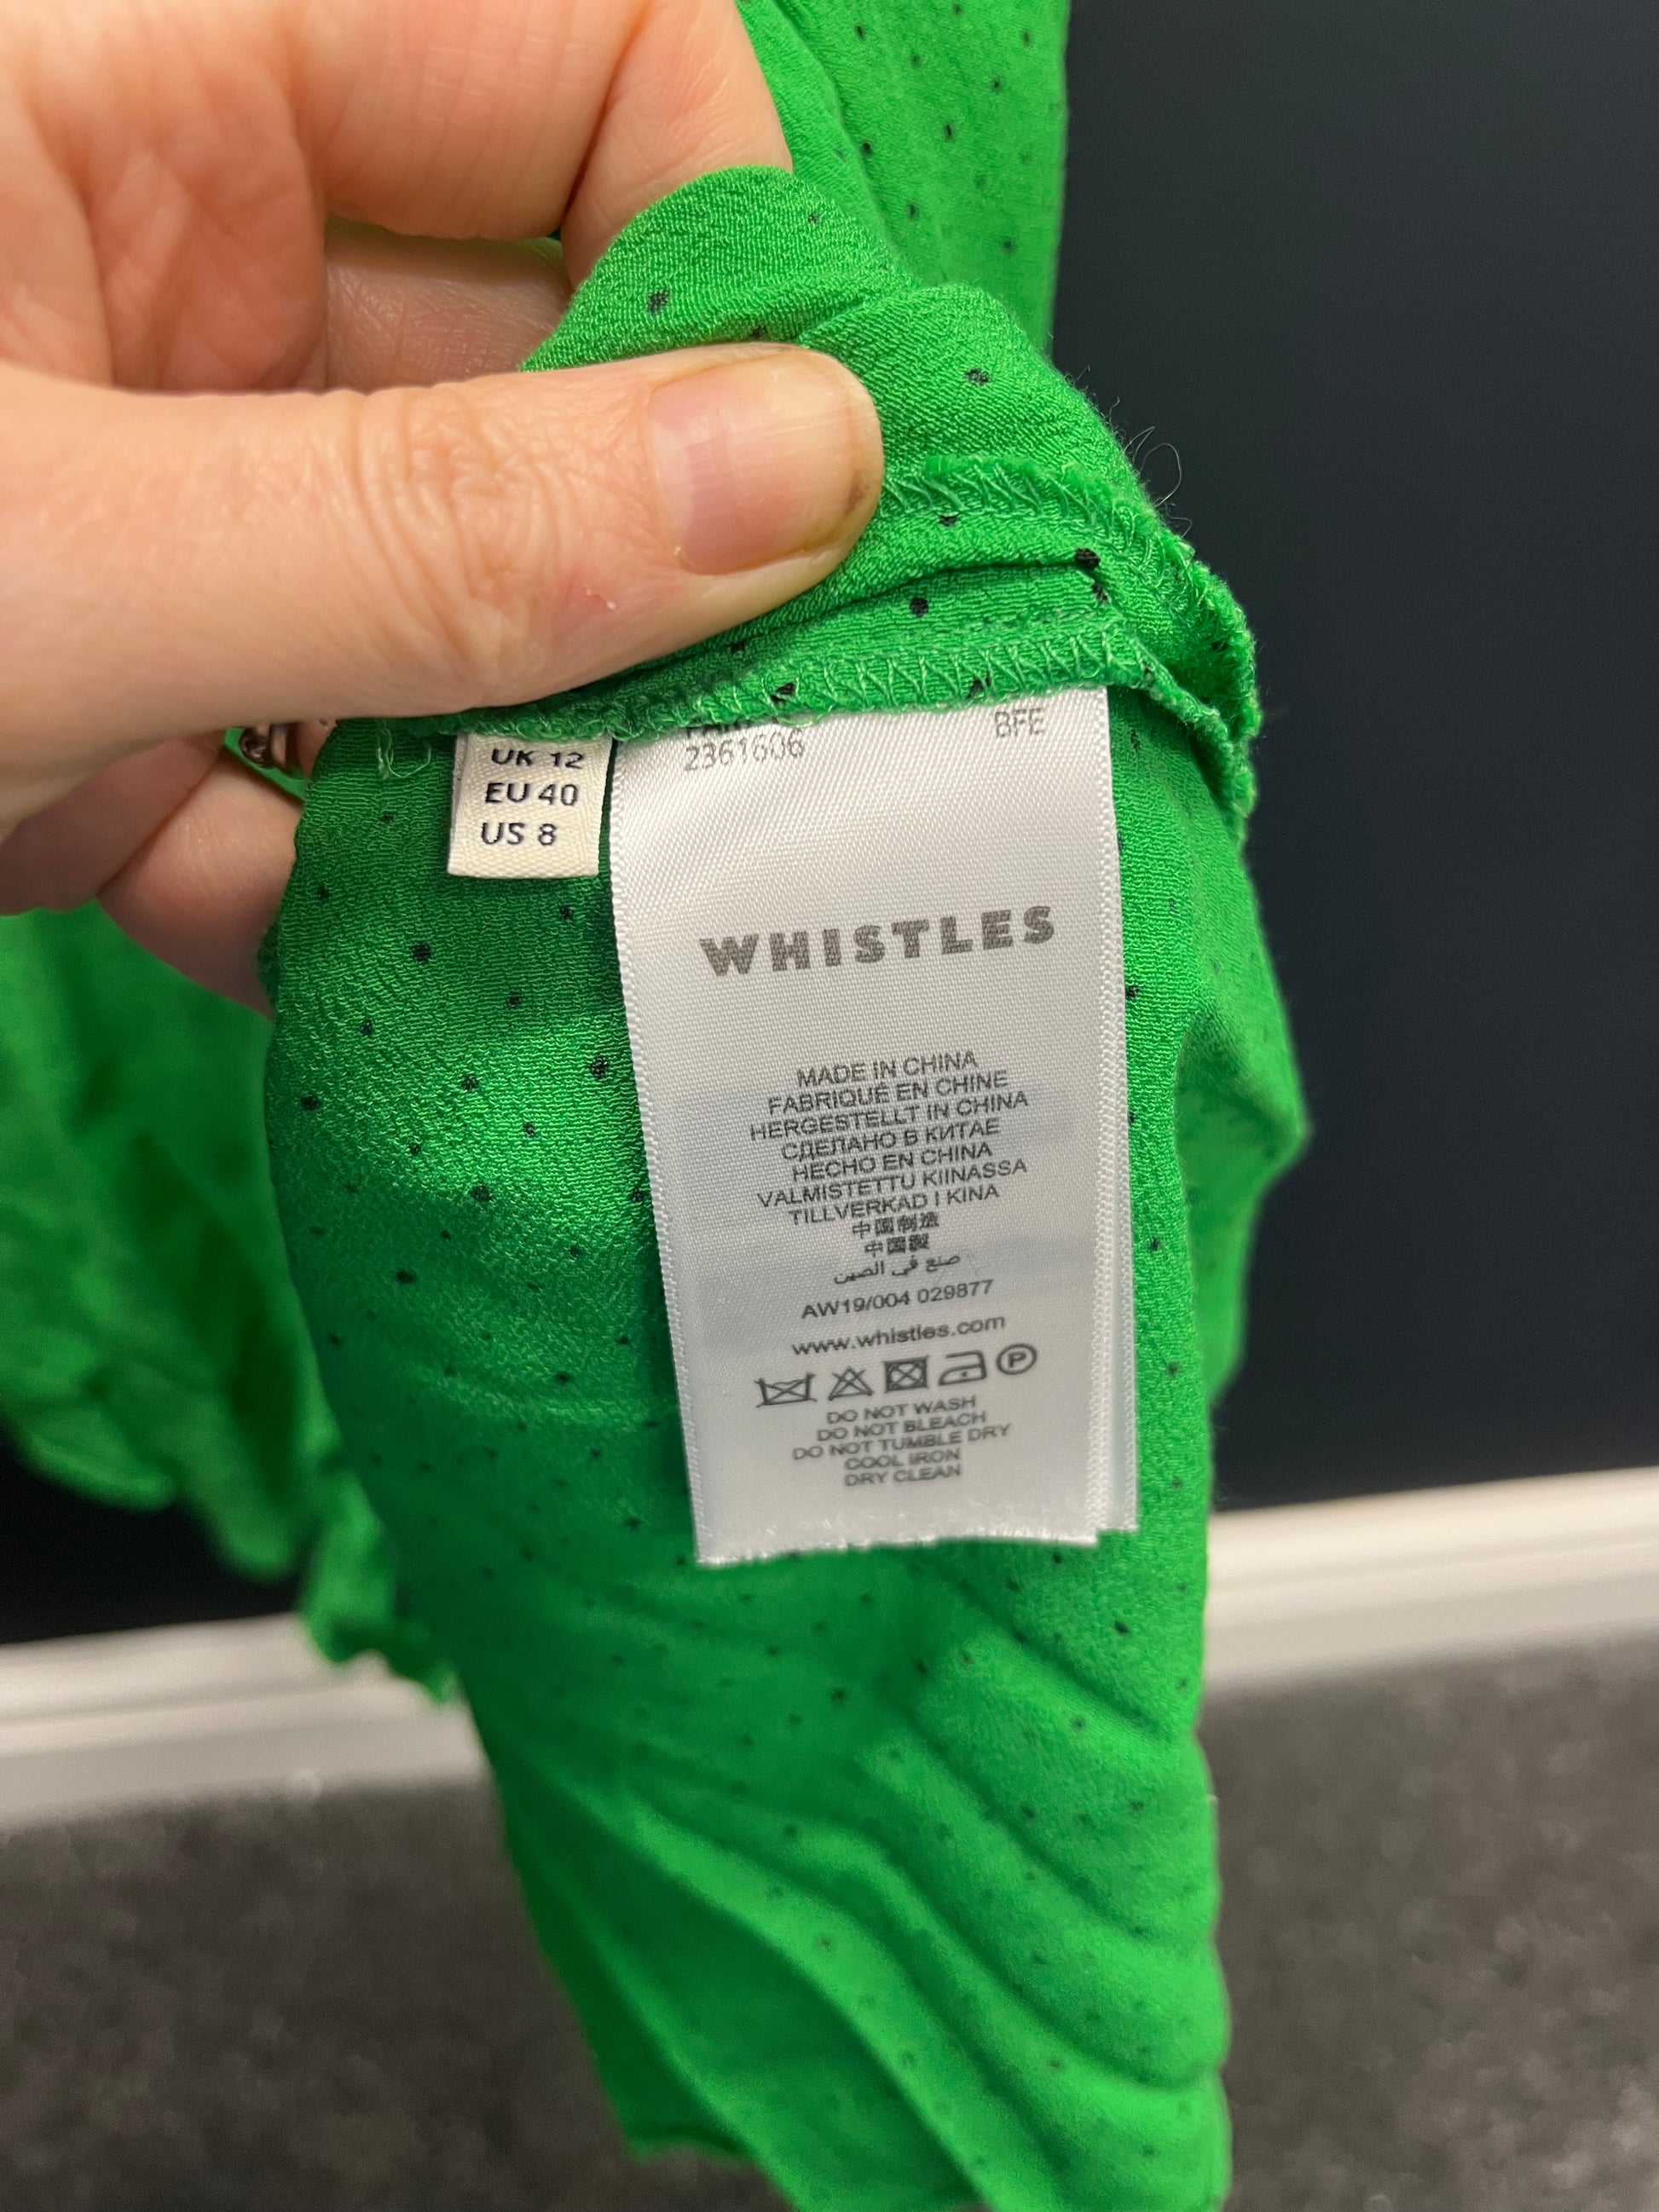 UK 12
EU 40
US 8
2361606
BFE
WHISTLES
MADE IN CHINA
FABRIQUÉ EN CHINE
HERGESTELLT IN CHINA
СДЕЛАНО В КИТАЕ
HECHO EN CHINA
VALMISTETTU KIINASSA
TILLVERKAD I KINA
中国制造
中國製
صنع في الصين
AW19/004 029877
www.whistles.com
P
DO NOT WASH
DO NOT BLEACH
DO NOT TUMBLE DRY
COOL IRON
DRY CLEAN